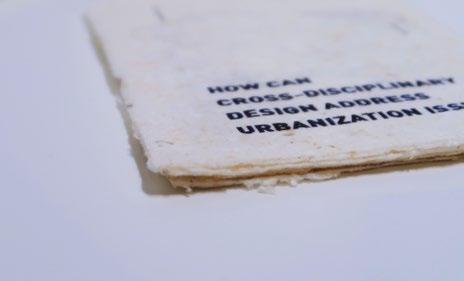 HOW CAN
CROSS-DISCIPLINARY
DESIGN ADDRESS
URBANIZATION